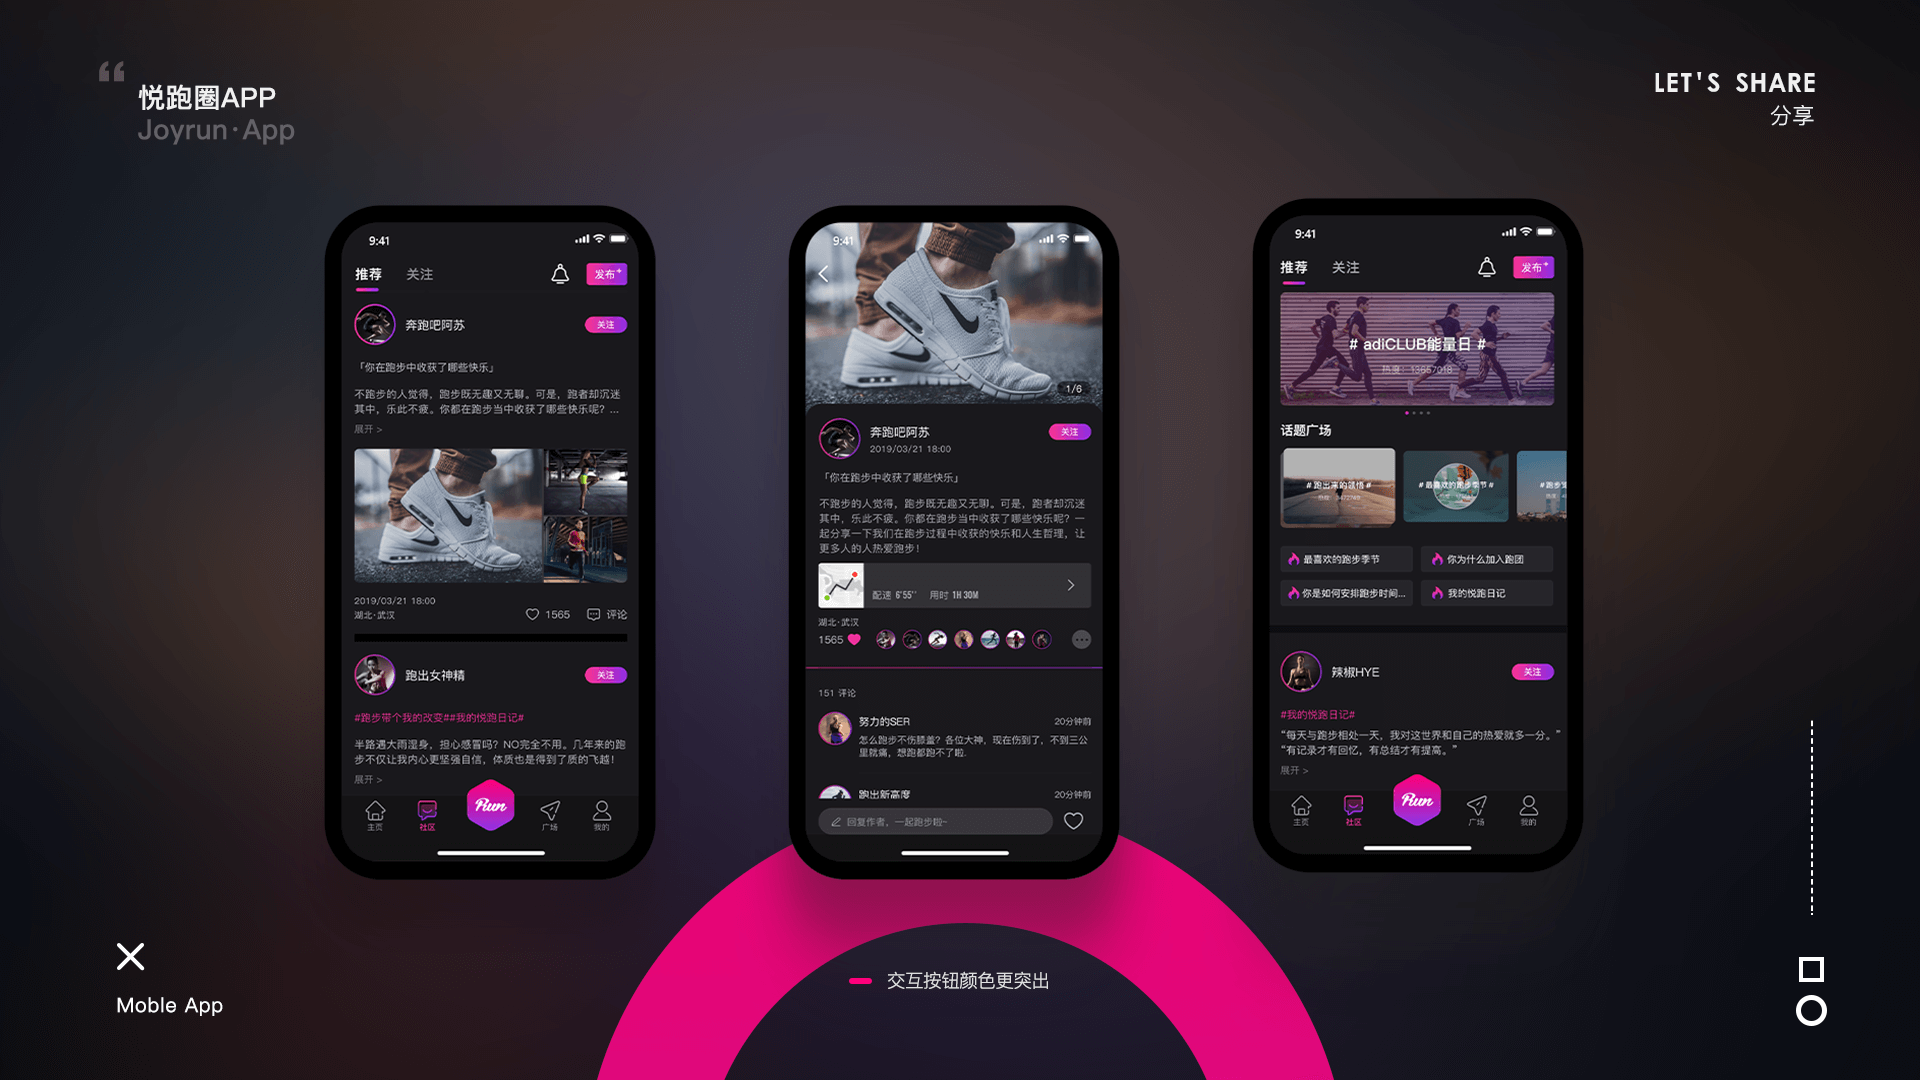 悦跑圈APP
Joyrun·App
LET'S SHARE
分享
9:41
推荐
关注
发布+
奔跑吧阿苏
关注
「你在跑步中收获了哪些快乐」
不跑步的人觉得，跑步既无趣又无聊。可是，跑者却沉迷
其中，乐此不疲。你都在跑步当中收获了哪些快乐呢？...
展开 >
2019/03/21 18:00
湖北·武汉
1565
评论
跑出女神精
关注
#跑步带个我的改变##我的悦跑日记#
半路遇大雨湿身，担心感冒吗？NO完全不用。几年来的跑
步不仅让我内心更坚强自信，体质也是得到了质的飞越！
展开 >
主页
社区
Run
广场
我的
9:41
1/6
奔跑吧阿苏
2019/03/21 18:00
关注
「你在跑步中收获了哪些快乐」
不跑步的人觉得，跑步既无趣又无聊。可是，跑者却沉迷
其中，乐此不疲。你都在跑步当中收获了哪些快乐呢？一
起分享一下我们在跑步过程中收获的快乐和人生哲理，让
更多人的人热爱跑步！
配速 6'55'' 用时 1H 30M
湖北·武汉
1565
151 评论
努力的SER
20分钟前
怎么跑步不伤膝盖？各位大神，现在伤到了，不到三公
里就痛，想跑都跑不了啦.
跑出新高度
20分钟前
回复作者，一起跑步啦~
9:41
推荐
关注
发布+
# adiCLUB能量日 #
热度：13657018
话题广场
#跑出来的领悟#
#最喜欢的跑步季节#
最喜欢的跑步季节
你为什么加入跑团
你是如何安排跑步时间...
我的悦跑日记
辣椒HYE
关注
#我的悦跑日记#
“每天与跑步相处一天，我对这世界和自己的热爱就多一分。”
“有记录才有回忆，有总结才有提高。”
展开 >
主页
社区
Run
广场
我的
交互按钮颜色更突出
Moble App